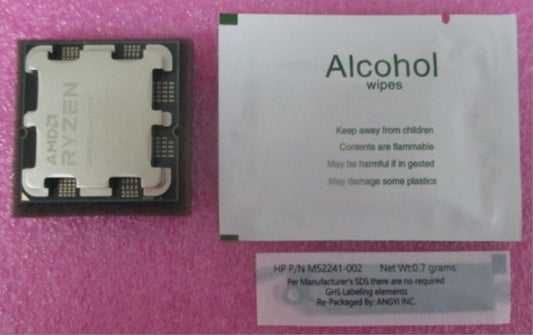 AMD
RYZEN
Alcohol
wipes
Keep away from children
Contents are flammable
May be harmful if in gested
May damage some plastics
HP P/N M52241-002 Net Wt:0.7 grams
Per Manufacturer's SDS there are no required
GHS Labeling elements
Re-Packaged By: ANGYI INC.